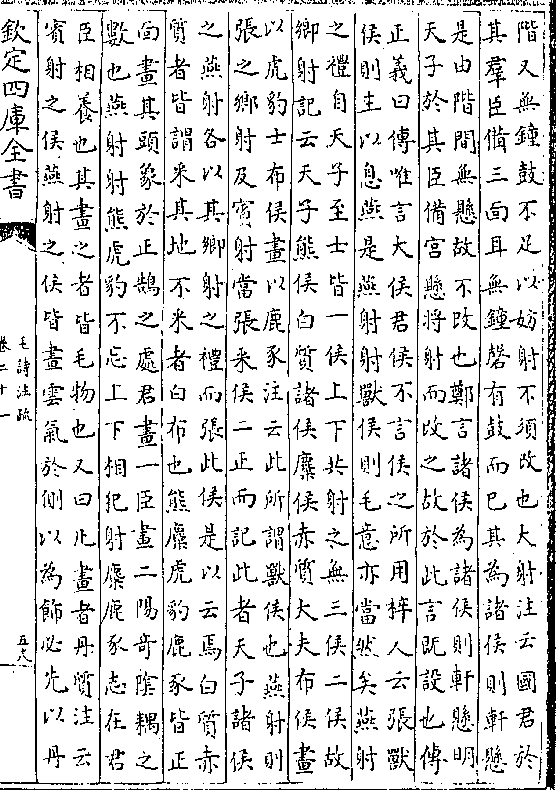 階又無鐘鼓不足以妨射不須改也大射注云國君於
其羣臣備三面耳無鐘磬有鼓而已其為諸侯則軒懸
是由階間無懸故不改也鄭言諸侯為諸侯則軒懸明
天子於其臣備宮懸將射而改之故於此言既設也傳
正義曰傳唯言大侯君侯不言侯之所用梓人云張獸
侯則王以息燕是燕射射獸侯則毛意亦當然矣燕射
之禮自天子至士皆一侯上下共射之無三侯二侯故
鄉射記云天子熊侯白質諸侯麋侯赤質大夫布侯畫
以虎豹士布侯畫以鹿豕注云此所謂獸侯也燕射則
張之鄉射及賓射當張采侯二正而記此者天子諸侯
之燕射各以其鄉射之禮而張此侯是以云焉白質赤
質者皆謂采其地不采者白布也熊麋虎豹鹿豕皆正
面畫其頭象於正鵠之處君畫一臣畫二陽奇陰耦之
數也燕射射熊虎豹不忘上下相犯射麋鹿豕志在君
臣相養也其畫之者皆毛物也又曰凡畫者丹質注云
賓射之侯燕射之侯皆畫雲氣於側以為飾必先以丹
欽定四庫全書
毛詩注疏
卷二十一
五十八